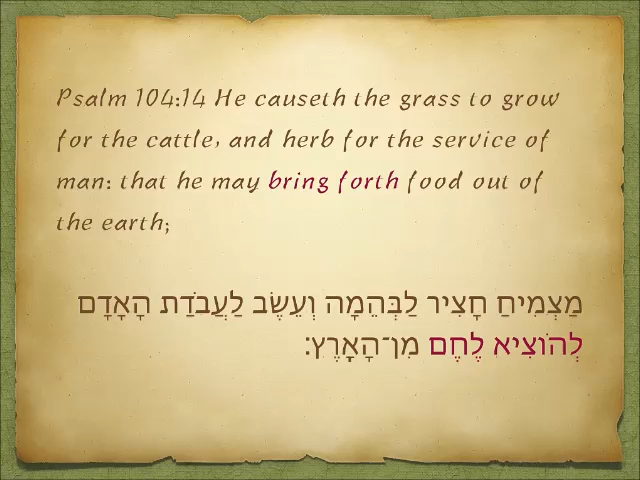 Psalm 104:14 He causeth the grass to grow
for the cattle, and herb for the service of
man: that he may bring forth food out of
the earth;
מַצְמִיחַ חָצִיר לַבְּהֵמָה וְעֵשֶׂב לַעֲבֹדַת הָאָדָם
לְהוֹצִיא לֶחֶם מִן־הָאָרֶץ׃